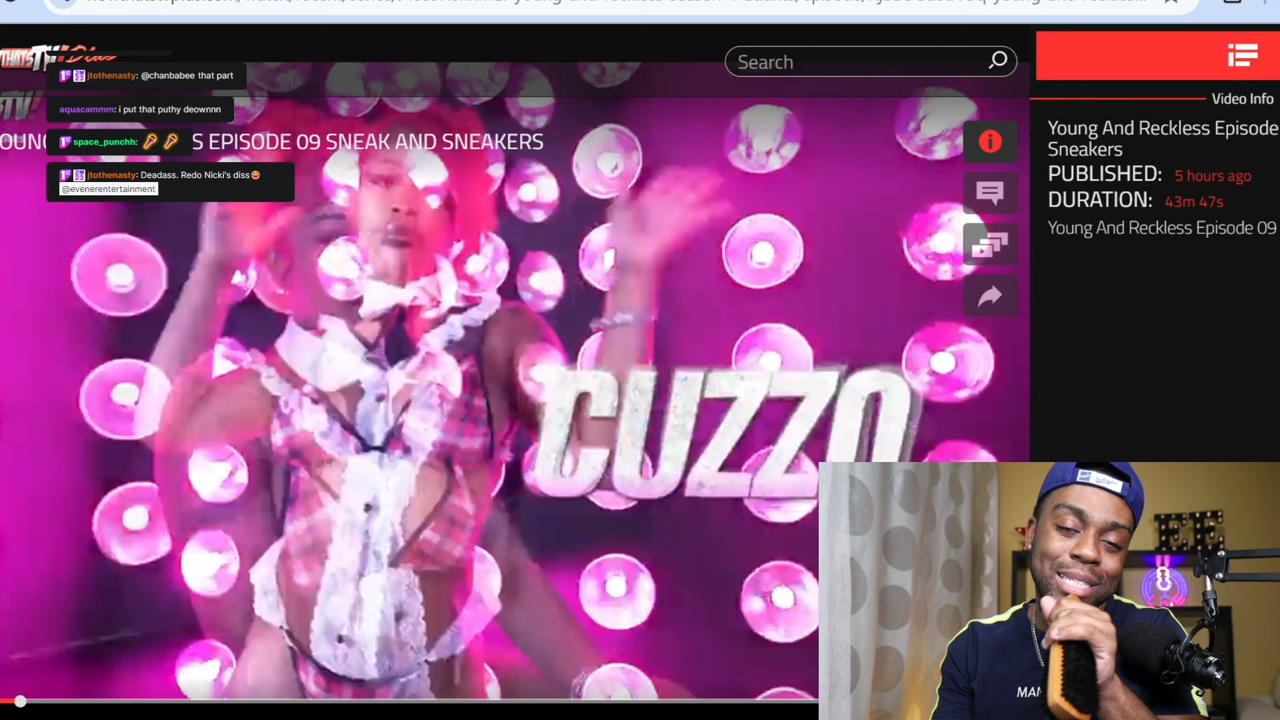 Search
jtothenasty: @chanbabee that part
aquacammm: i put that puthy deownnn
space_punchh:
S EPISODE 09 SNEAK AND SNEAKERS
jtothenasty: Deadass. Redo Nicki's diss
@evenerentertainment
CUZZO
Video Info
Young And Reckless Episode
Sneakers
PUBLISHED: 5 hours ago
DURATION: 43m 47s
Young And Reckless Episode 09